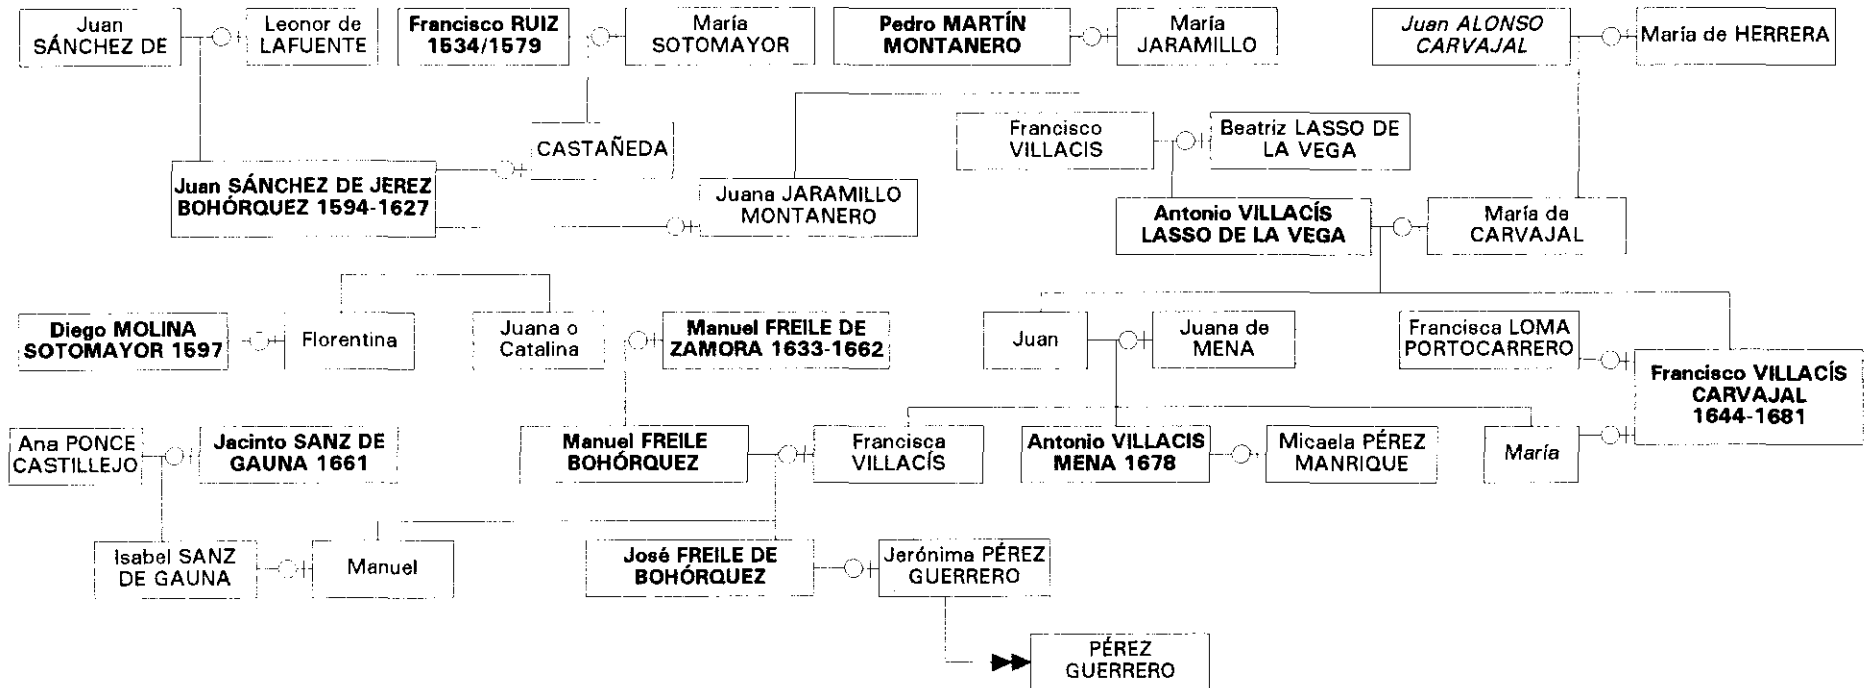 Juan
SÁNCHEZ DE
Leonor de
LAFUENTE
Francisco RUIZ
1534/1579
María
SOTOMAYOR
Pedro MARTÍN
MONTANERO
María
JARAMILLO
Juan ALONSO
CARVAJAL
María de HERRERA
CASTAÑEDA
Francisco
VILLACIS
Beatriz LASSO DE
LA VEGA
Juan SÁNCHEZ DE JEREZ
BOHÓRQUEZ 1594-1627
Juana JARAMILLO
MONTANERO
Antonio VILLACÍS
LASSO DE LA VEGA
María de
CARVAJAL
Diego MOLINA
SOTOMAYOR 1597
Florentina
Juana o
Catalina
Manuel FREILE DE
ZAMORA 1633-1662
Juan
Juana de
MENA
Francisca LOMA
PORTOCARRERO
Francisco VILLACÍS
CARVAJAL
1644-1681
Ana PONCE
CASTILLEJO
Jacinto SANZ DE
GAUNA 1661
Manuel FREILE
BOHÓRQUEZ
Francisca
VILLACÍS
Antonio VILLACIS
MENA 1678
Micaela PÉREZ
MANRIQUE
María
Isabel SANZ
DE GAUNA
Manuel
José FREILE DE
BOHÓRQUEZ
Jerónima PÉREZ
GUERRERO
PÉREZ
GUERRERO